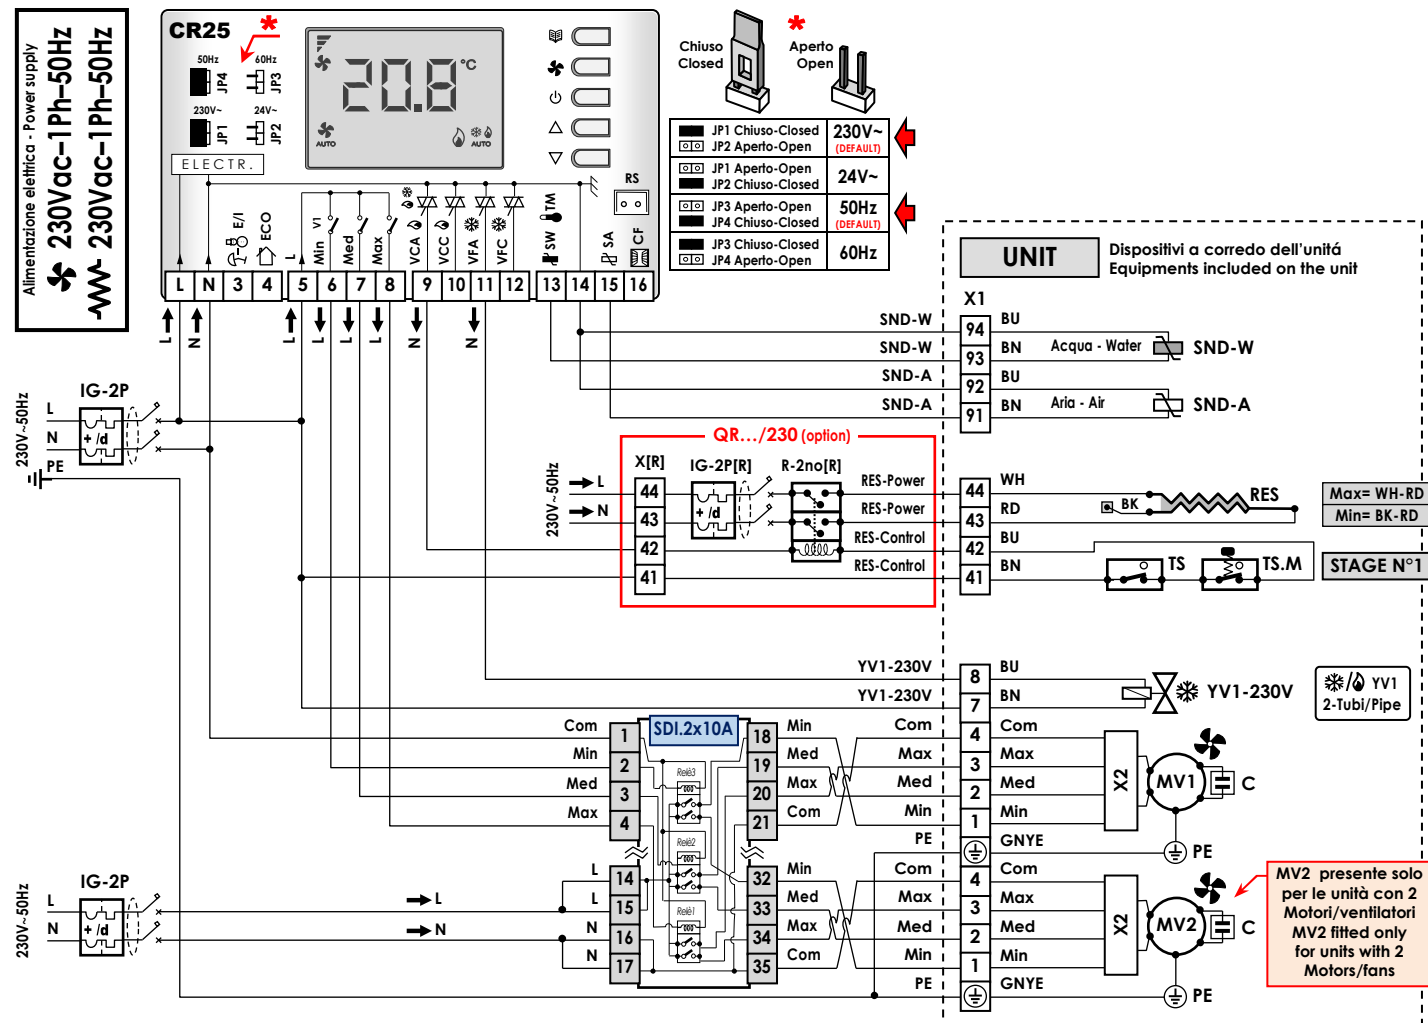 Alimentazione elettrica - Power supply
230Vac-1Ph-50Hz
230Vac-1Ph-50Hz
CR25
*
50Hz
JP4
60Hz
JP3
230V~
JP1
24V~
JP2
ELECTR.
20.8 °C
AUTO
AUTO
RS
E/I
ECO
L
Min
V1
Med
Max
VCA
VCC
VFA
VFC
SW
TM
SA
CF
L N 3 4 5 6 7 8 9 10 11 12 13 14 15 16
L
N
L
L
L
L
N
N
Chiuso
Closed
*
Aperto
Open
JP1 Chiuso-Closed
JP2 Aperto-Open
230V~
(DEFAULT)
JP1 Aperto-Open
JP2 Chiuso-Closed
24V~
JP3 Aperto-Open
JP4 Chiuso-Closed
50Hz
(DEFAULT)
JP3 Chiuso-Closed
JP4 Aperto-Open
60Hz
UNIT
Dispositivi a corredo dell'unitá
Equipments included on the unit
X1
SND-W 94 BU
SND-W 93 BN
Acqua - Water
SND-W
SND-A 92 BU
SND-A 91 BN
Aria - Air
SND-A
230V~50Hz
L
N
PE
IG-2P
+ /d
QR.../230 (option)
230V~50Hz
L
N
X[R]
44
43
42
41
IG-2P[R]
+ /d
R-2no[R]
RES-Power
RES-Power
RES-Control
RES-Control
44 WH
43 RD
42 BU
41 BN
BK
RES
Max= WH-RD
Min= BK-RD
TS
TS.M
STAGE N°1
YV1-230V 8 BU
YV1-230V 7 BN
YV1-230V
/ YV1
2-Tubi/Pipe
SDI.2x10A
Com 1
Min 2
Med 3
Max 4
Relè3
Relè2
Relè1
18 Min
19 Med
20 Max
21 Com
Com 4 Com
Max 3 Max
Med 2 Med
Min 1 Min
PE GNYE
X2
MV1
C
PE
230V~50Hz
L
N
IG-2P
+ /d
L
N
L 14
L 15
N 16
N 17
32 Min
33 Med
34 Max
35 Com
Com 4 Com
Max 3 Max
Med 2 Med
Min 1 Min
PE GNYE
X2
MV2
C
PE
MV2 presente solo
per le unità con 2
Motori/ventilatori
MV2 fitted only
for units with 2
Motors/fans